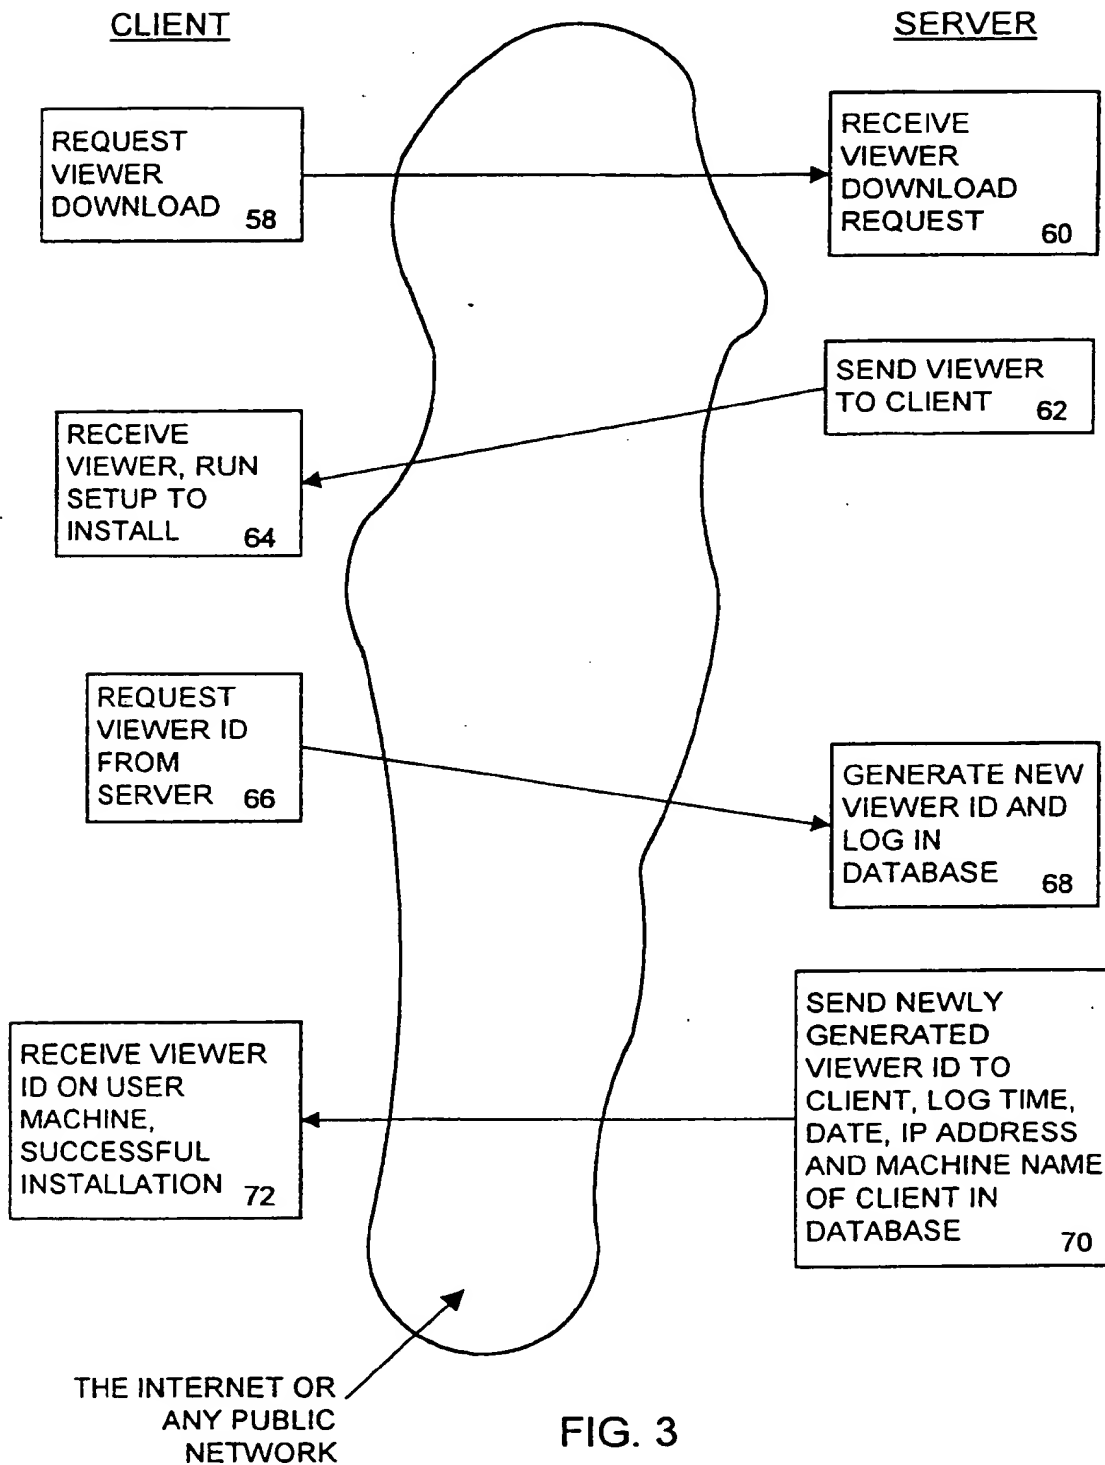 CLIENT
SERVER
REQUEST
VIEWER
DOWNLOAD 58
RECEIVE
VIEWER
DOWNLOAD
REQUEST 60
SEND VIEWER
TO CLIENT 62
RECEIVE
VIEWER, RUN
SETUP TO
INSTALL 64
REQUEST
VIEWER ID
FROM
SERVER 66
GENERATE NEW
VIEWER ID AND
LOG IN
DATABASE 68
SEND NEWLY
GENERATED
VIEWER ID TO
CLIENT, LOG TIME,
DATE, IP ADDRESS
AND MACHINE NAME
OF CLIENT IN
DATABASE 70
RECEIVE VIEWER
ID ON USER
MACHINE,
SUCCESSFUL
INSTALLATION 72
THE INTERNET OR
ANY PUBLIC
NETWORK
FIG. 3